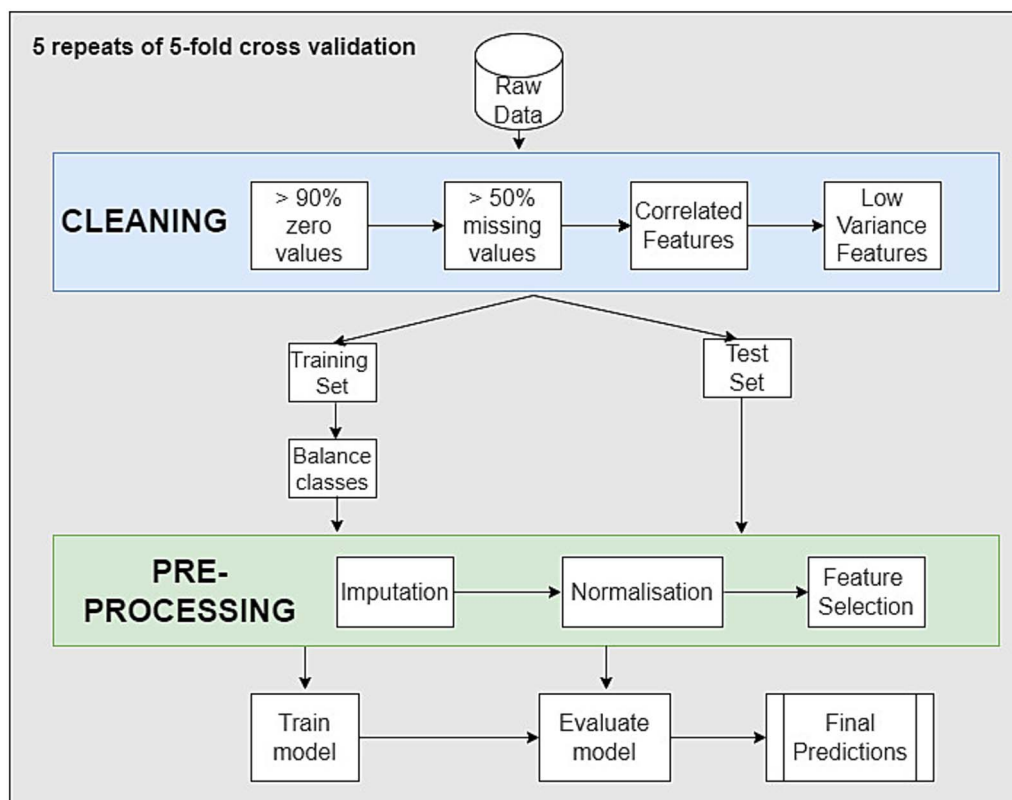 5 repeats of 5-fold cross validation
Raw
Data
CLEANING
> 90%
zero
values
> 50%
missing
values
Correlated
Features
Low
Variance
Features
Training
Set
Test
Set
Balance
classes
PRE-
PROCESSING
Imputation
Normalisation
Feature
Selection
Train
model
Evaluate
model
Final
Predictions